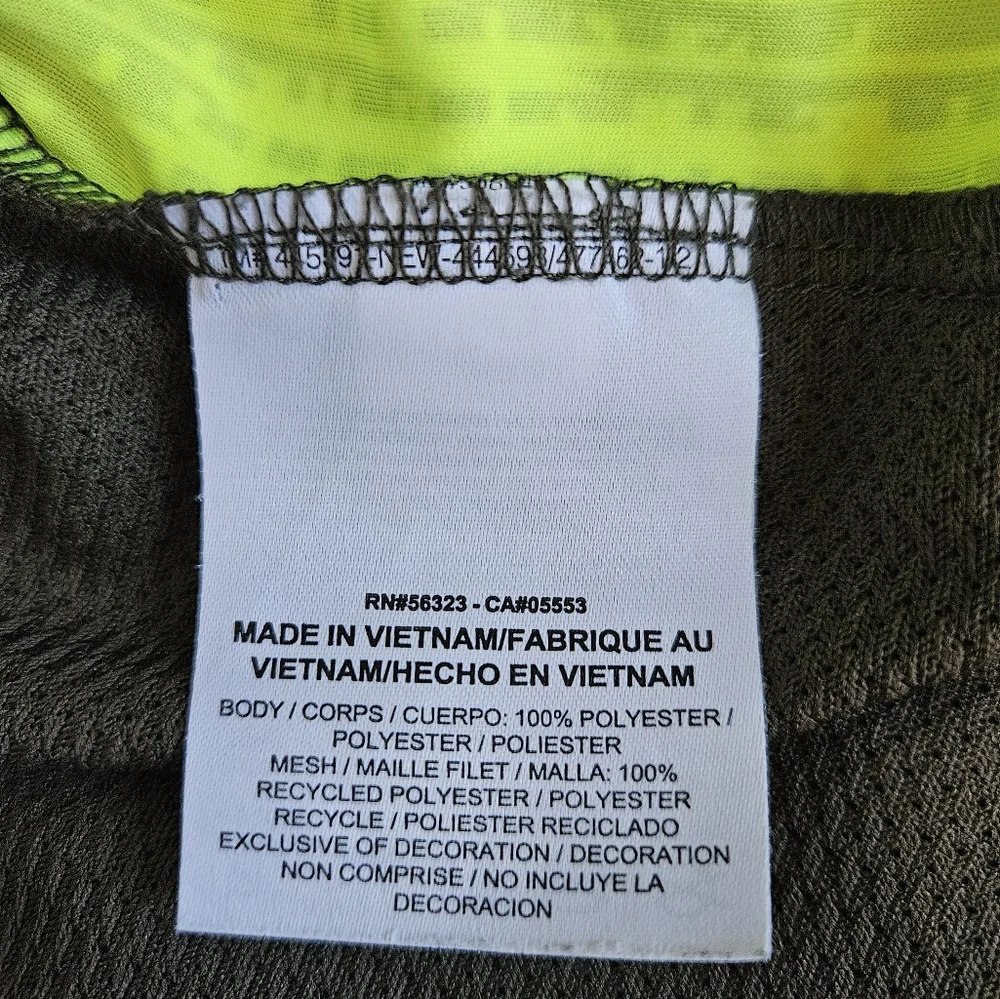 RN#56323 - CA#05553
MADE IN VIETNAM/FABRIQUE AU
VIETNAM/HECHO EN VIETNAM
BODY / CORPS / CUERPO: 100% POLYESTER /
POLYESTER / POLIESTER
MESH / MAILLE FILET / MALLA: 100%
RECYCLED POLYESTER / POLYESTER
RECYCLE / POLIESTER RECICLADO
EXCLUSIVE OF DECORATION / DECORATION
NON COMPRISE / NO INCLUYE LA
DECORACION